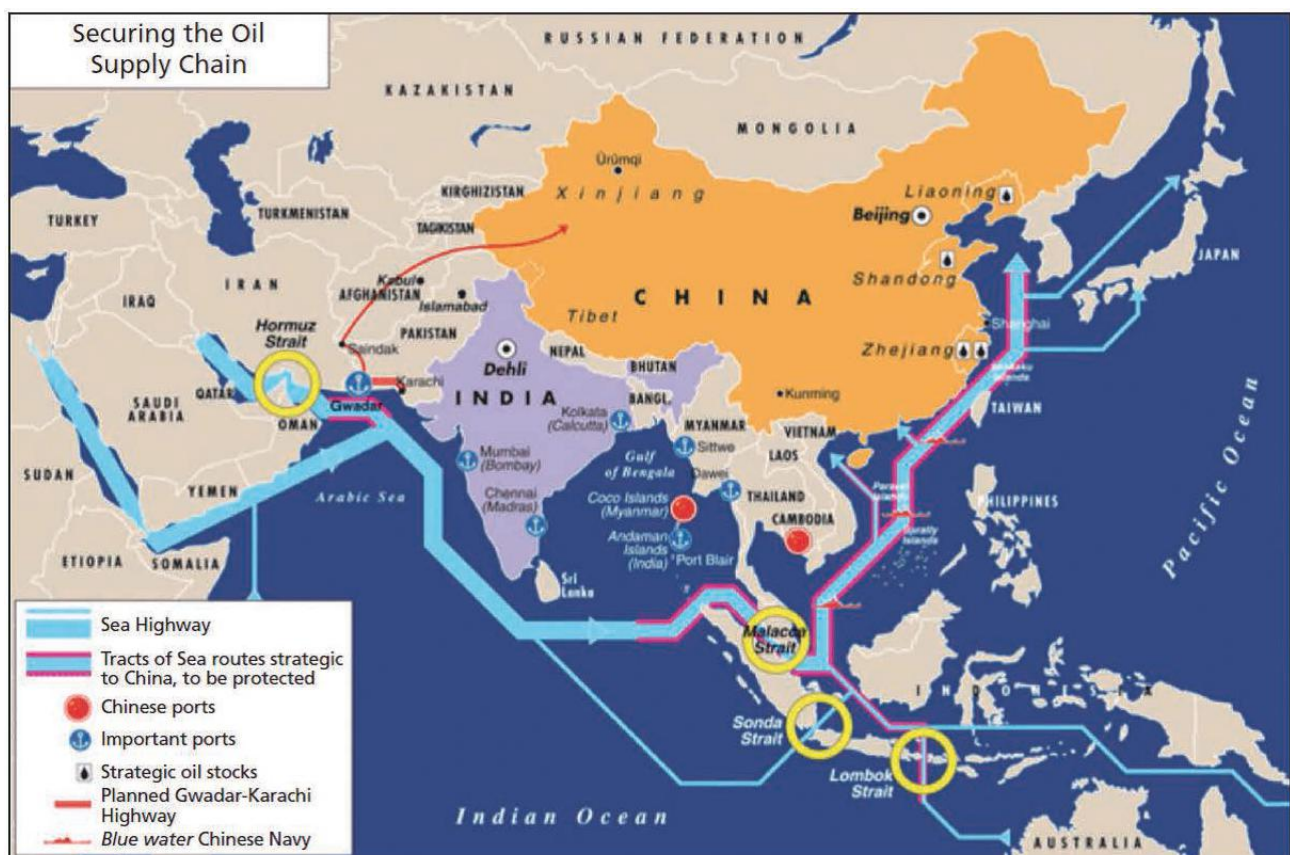 Securing the Oil
Supply Chain
RUSSIAN FEDERATION
KAZAKISTAN
MONGOLIA
Ürümqi
Xinjiang
KIRGHIZISTAN
Liaoning
TURKEY
TURKMENISTAN
TAGIKISTAN
Beijing
JAPAN
Shandong
IRAN
Kabul
AFGHANISTAN
Islamabad
CHINA
IRAQ
Tibet
Hormuz
Strait
PAKISTAN
Saindak
NEPAL
Shanghai
Zhejiang
Dehli
BHUTAN
QATAR
Karachi
Gwadar
INDIA
BANGL.
Kunming
Islands
TAIWAN
SAUDI
ARABIA
OMAN
Kolkata
(Calcutta)
MYANMAR
VIETNAM
Sittwe
LAOS
SUDAN
Mumbai
(Bombay)
Gulf
of Bengala
Dawei
YEMEN
Arabic Sea
Chennai
(Madras)
Coco Islands
(Myanmar)
THAILAND
Paracel
Islands
PHILIPPINES
Pacific Ocean
CAMBODIA
Spratly
Islands
Andaman
Islands
(India)
Port Blair
ETIOPIA
SOMALIA
Sri
Lanka
Malacca
Strait
INDONESIA
Sonda
Strait
Lombok
Strait
Indian Ocean
AUSTRALIA
Sea Highway
Tracts of Sea routes strategic
to China, to be protected
Chinese ports
Important ports
Strategic oil stocks
Planned Gwadar-Karachi
Highway
Blue water Chinese Navy